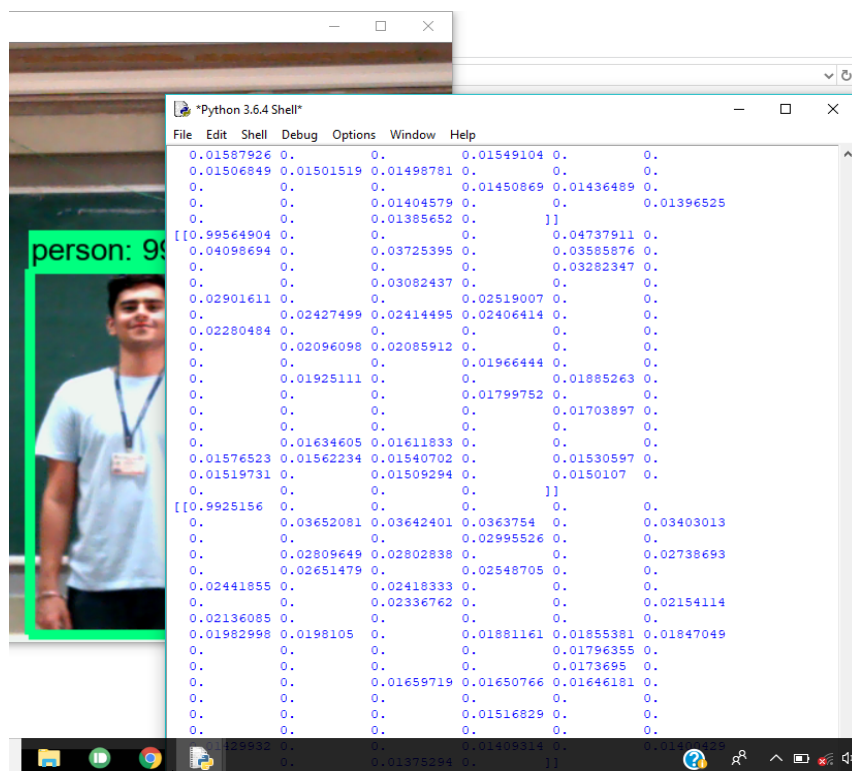 *Python 3.6.4 Shell*
File Edit Shell Debug Options Window Help
person: 99
0.01587926 0. 0. 0.01549104 0. 0.
0.01506849 0.01501519 0.01498781 0. 0. 0.
0. 0. 0. 0.01450869 0.01436489 0.
0. 0. 0.01404579 0. 0. 0.01396525
0. 0. 0.01385652 0. ]]
[[0.99564904 0. 0. 0. 0.04737911 0.
0.04098694 0. 0.03725395 0. 0.03585876 0.
0. 0. 0. 0. 0.03282347 0.
0. 0. 0.03082437 0. 0. 0.
0.02901611 0. 0. 0.02519007 0. 0.
0. 0.02427499 0.02414495 0.02406414 0. 0.
0.02280484 0. 0. 0. 0. 0.
0. 0.02096098 0.02085912 0. 0. 0.
0. 0. 0. 0.01966444 0. 0.
0. 0.01925111 0. 0. 0.01885263 0.
0. 0. 0. 0.01799752 0. 0.
0. 0. 0. 0. 0.01703897 0.
0. 0. 0. 0. 0. 0.
0. 0.01634605 0.01611833 0. 0. 0.
0.01576523 0.01562234 0.01540702 0. 0.01530597 0.
0.01519731 0. 0.01509294 0. 0.0150107 0.
0. 0. 0. 0. ]]
[[0.9925156 0. 0. 0. 0. 0.
0. 0.03652081 0.03642401 0.0363754 0. 0.03403013
0. 0. 0. 0.02995526 0. 0.
0. 0.02809649 0.02802838 0. 0. 0.02738693
0. 0.02651479 0. 0.02548705 0. 0.
0.02441855 0. 0.02418333 0. 0. 0.
0. 0. 0.02336762 0. 0. 0.02154114
0.02136085 0. 0. 0. 0. 0.
0.01982998 0.0198105 0. 0.01881161 0.01855381 0.01847049
0. 0. 0. 0. 0.01796355 0.
0. 0. 0. 0. 0.0173695 0.
0. 0. 0.01659719 0.01650766 0.01646181 0.
0. 0. 0. 0. 0. 0.
0. 0. 0. 0.01516829 0. 0.
0. 0. 0. 0. 0. 0.
0. 0. 0.01409314 0.
0. 0.01375294 0. ]]